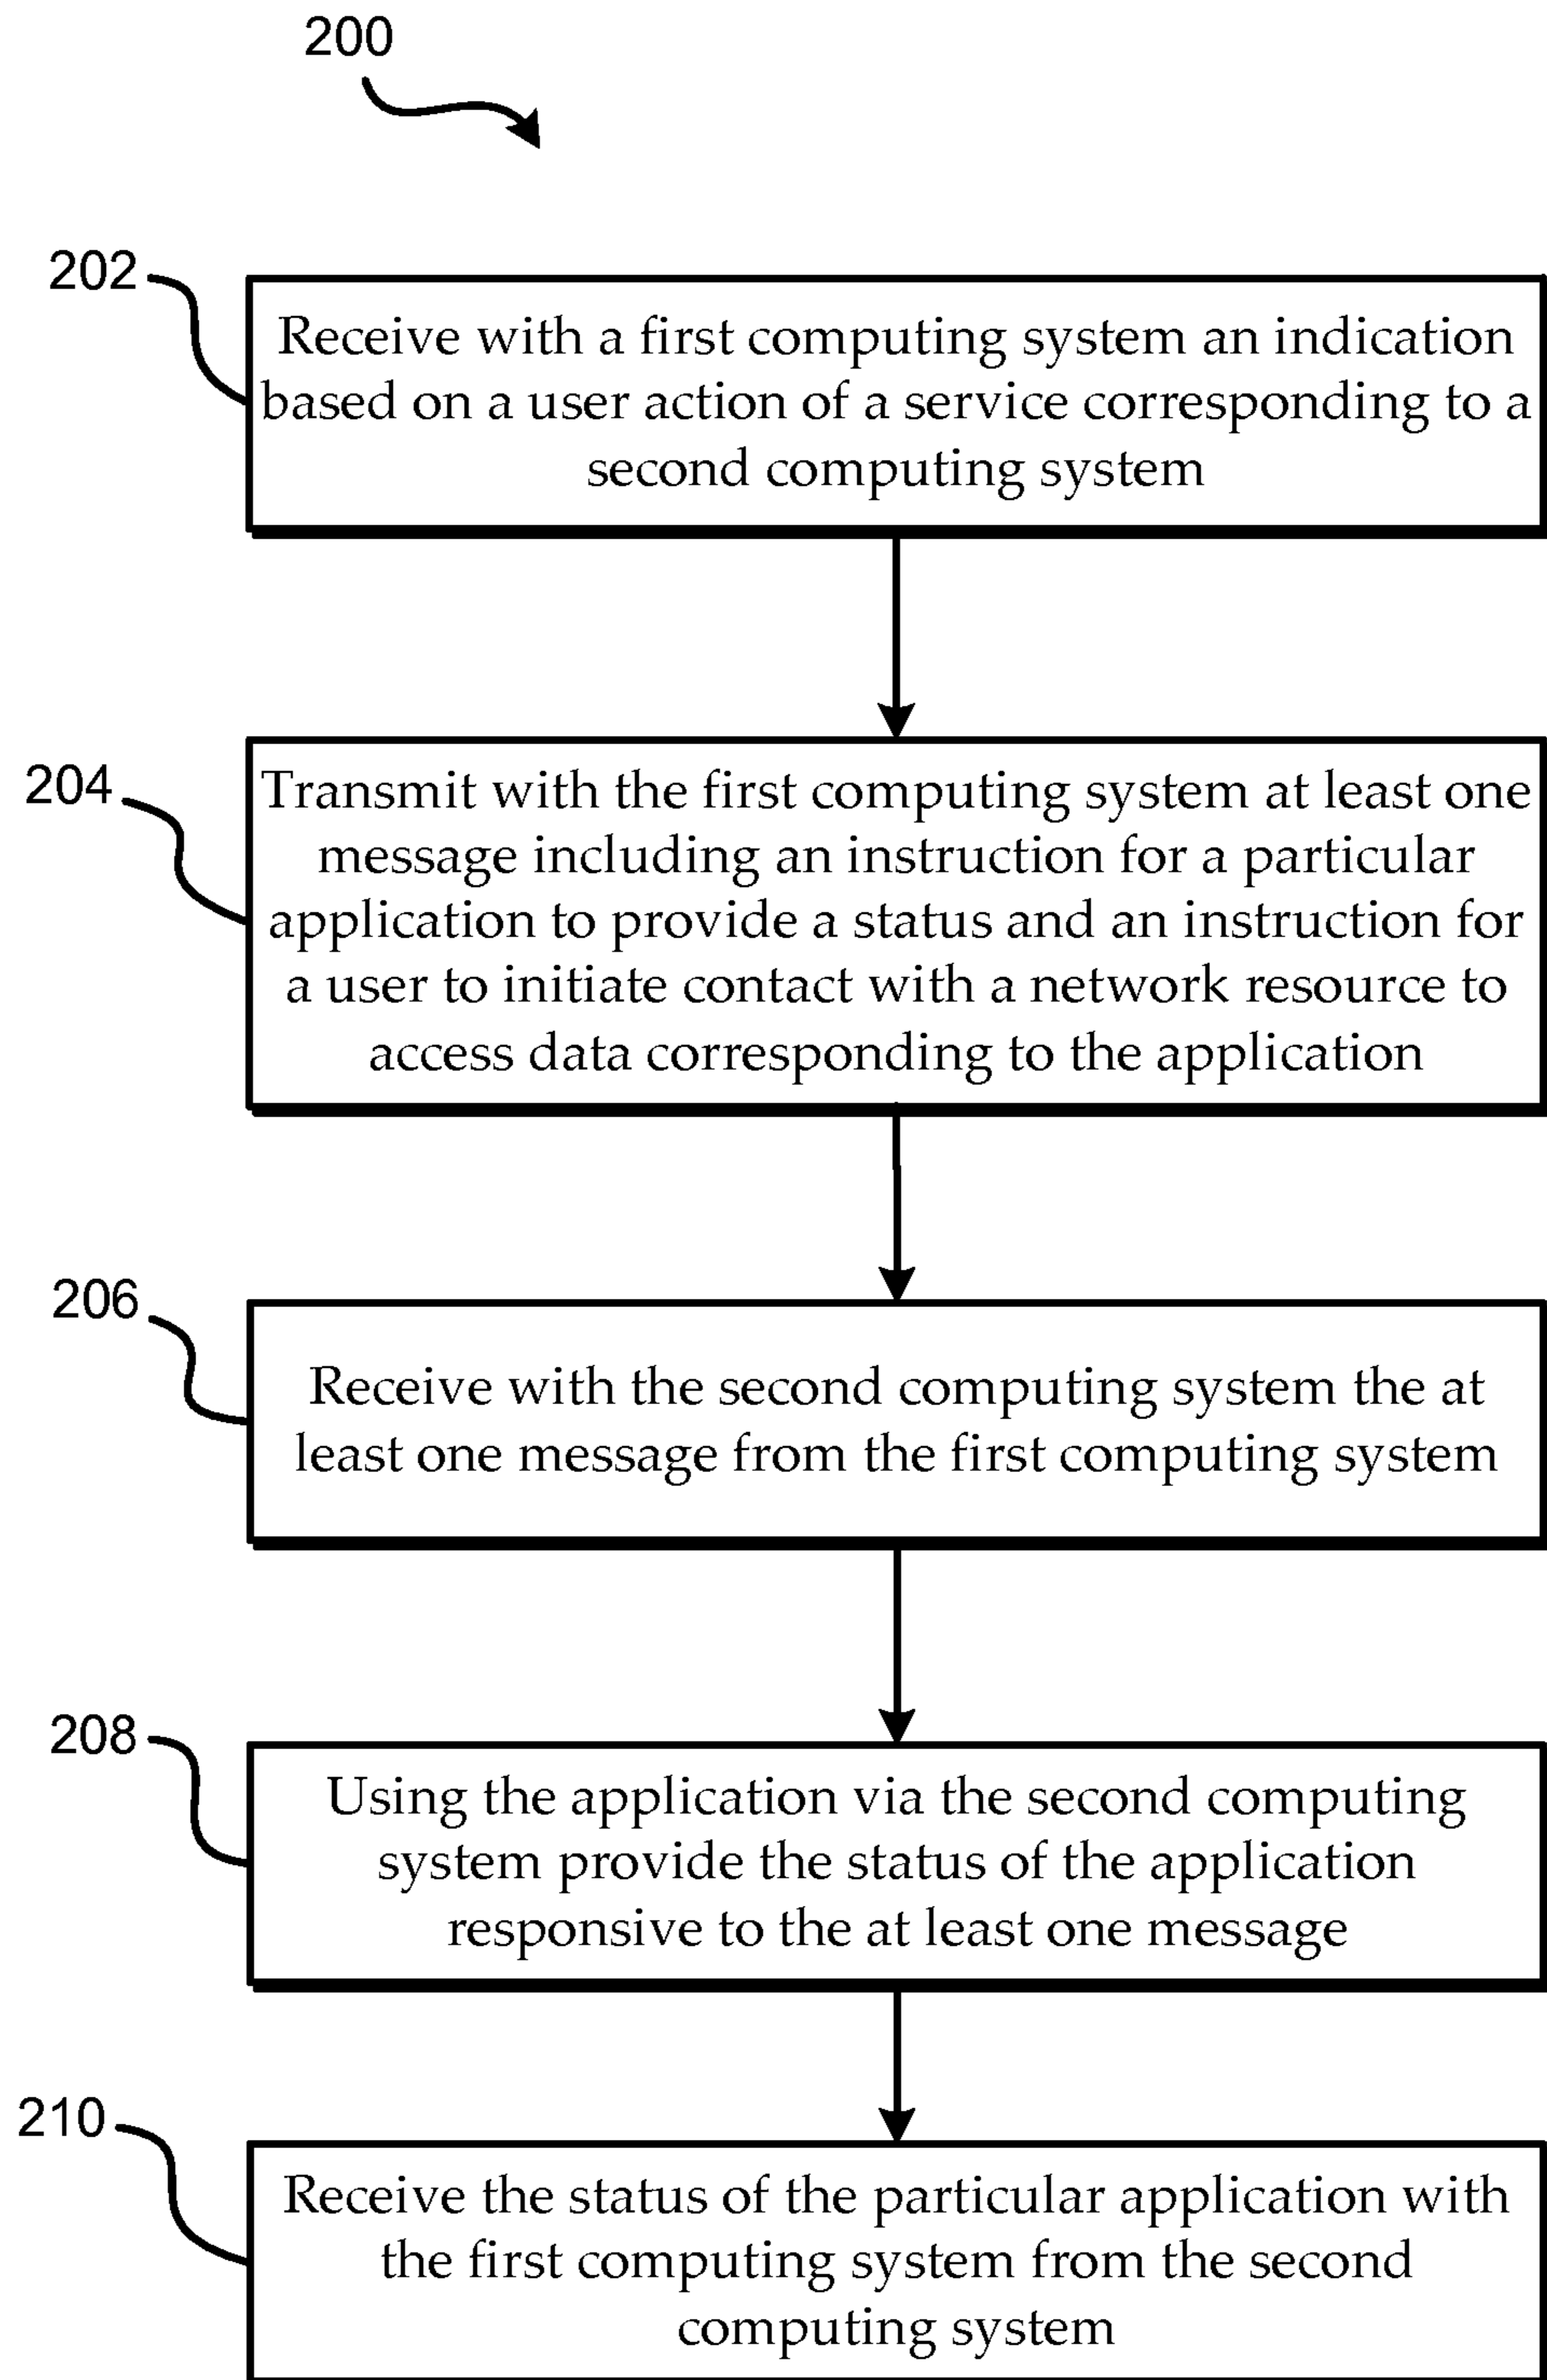 200
202
Receive with a first computing system an indication
based on a user action of a service corresponding to a
second computing system
204
Transmit with the first computing system at least one
message including an instruction for a particular
application to provide a status and an instruction for
a user to initiate contact with a network resource to
access data corresponding to the application
206
Receive with the second computing system the at
least one message from the first computing system
208
Using the application via the second computing
system provide the status of the application
responsive to the at least one message
210
Receive the status of the particular application with
the first computing system from the second
computing system